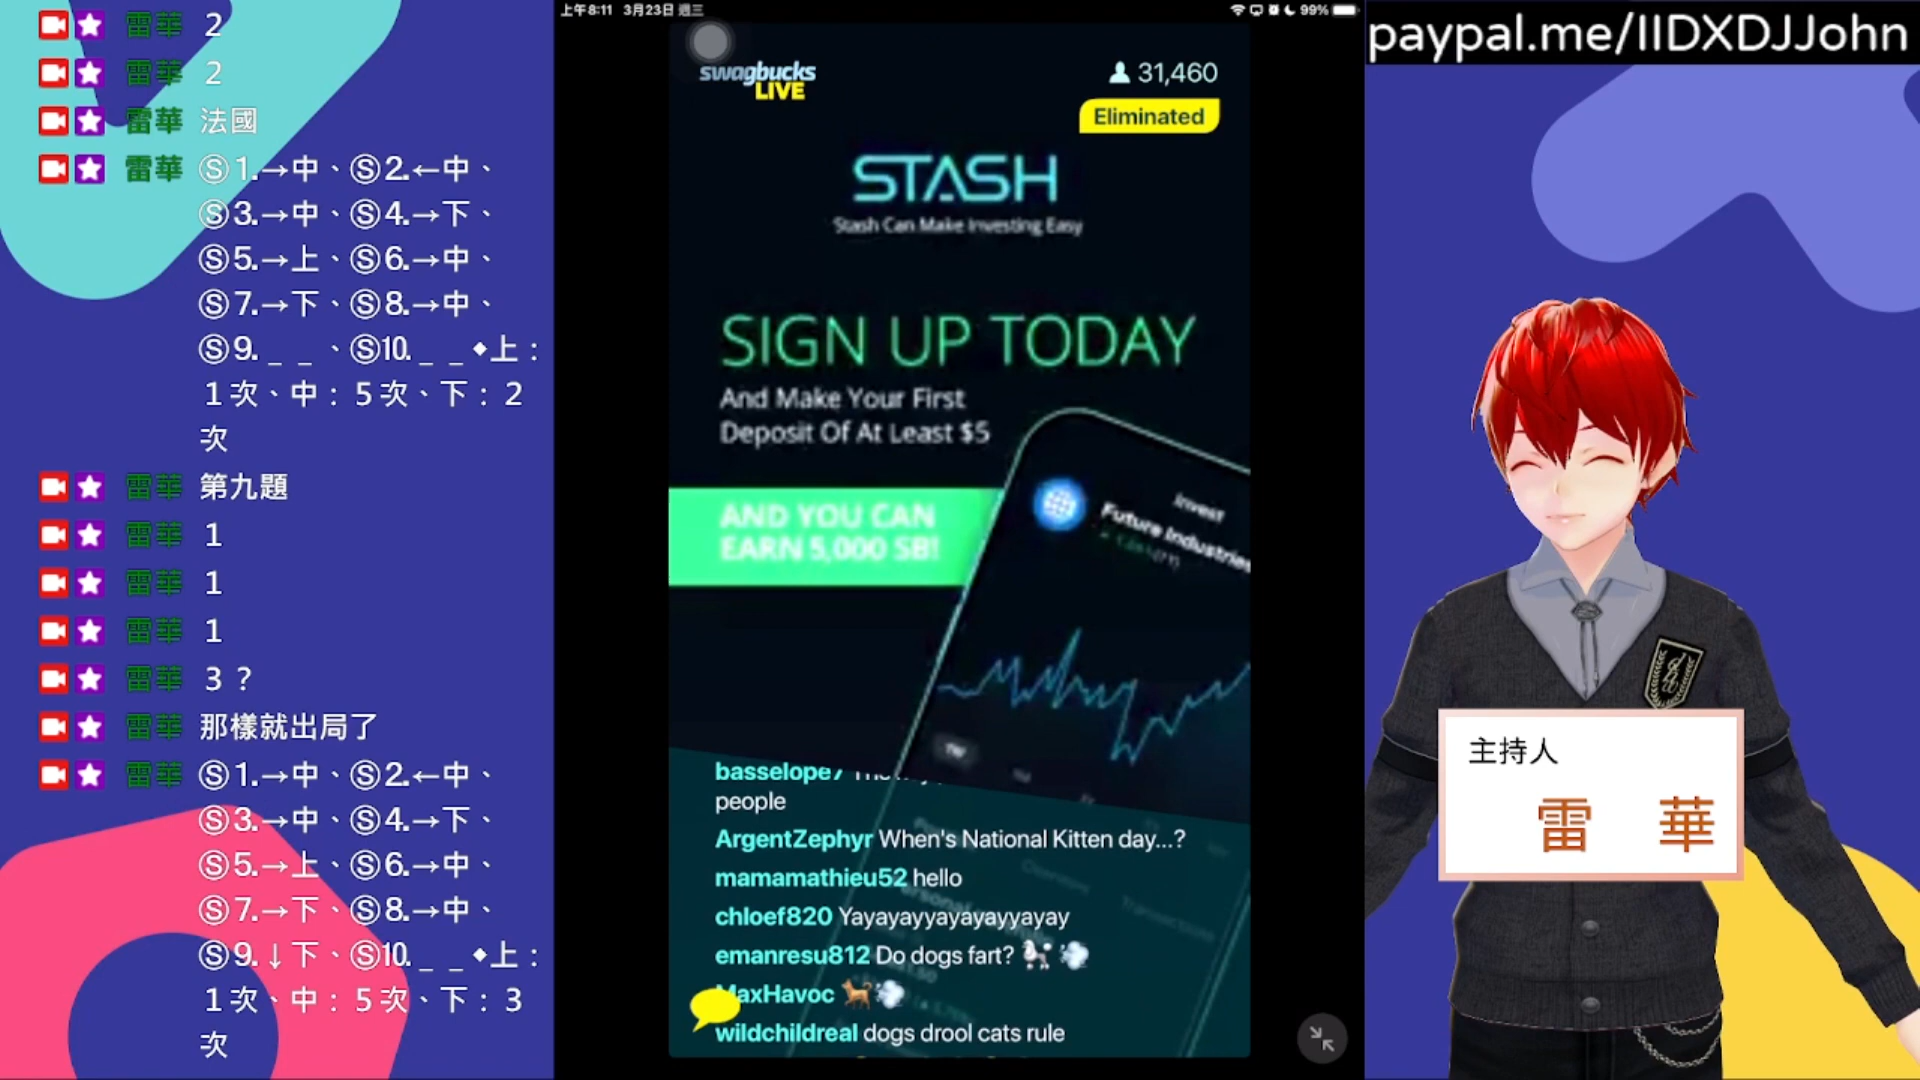 雷華 2
雷華 2
雷華 法國
雷華 Ⓢ1.→中、Ⓢ2.←中、
Ⓢ3.→中、Ⓢ4.→下、
Ⓢ5.→上、Ⓢ6.→中、
Ⓢ7.→下、Ⓢ8.→中、
Ⓢ9. _ _ 、Ⓢ10. _ _ ◆上：
1次、中：5次、下：2
次
雷華 第九題
雷華 1
雷華 1
雷華 1
雷華 3？
雷華 那樣就出局了
雷華 Ⓢ1.→中、Ⓢ2.←中、
Ⓢ3.→中、Ⓢ4.→下、
Ⓢ5.→上、Ⓢ6.→中、
Ⓢ7.→下、Ⓢ8.→中、
Ⓢ9.↓下、Ⓢ10. _ _ ◆上：
1次、中：5次、下：3
次
上午8:11 3月23日 週三
99%
swagbucks
LIVE
31,460
Eliminated
STASH
Stash Can Make Investing Easy
SIGN UP TODAY
And Make Your First
Deposit Of At Least $5
AND YOU CAN
EARN 5,000 SB!
Invest
Future Industries
basselope7
people
ArgentZephyr When's National Kitten day...?
mamamathieu52 hello
chloef820 Yayayayyayayayyayay
emanresu812 Do dogs fart? 🐩💨
MaxHavoc 🐕💨
wildchildreal dogs drool cats rule
paypal.me/IIDXDJJohn
主持人
雷 華